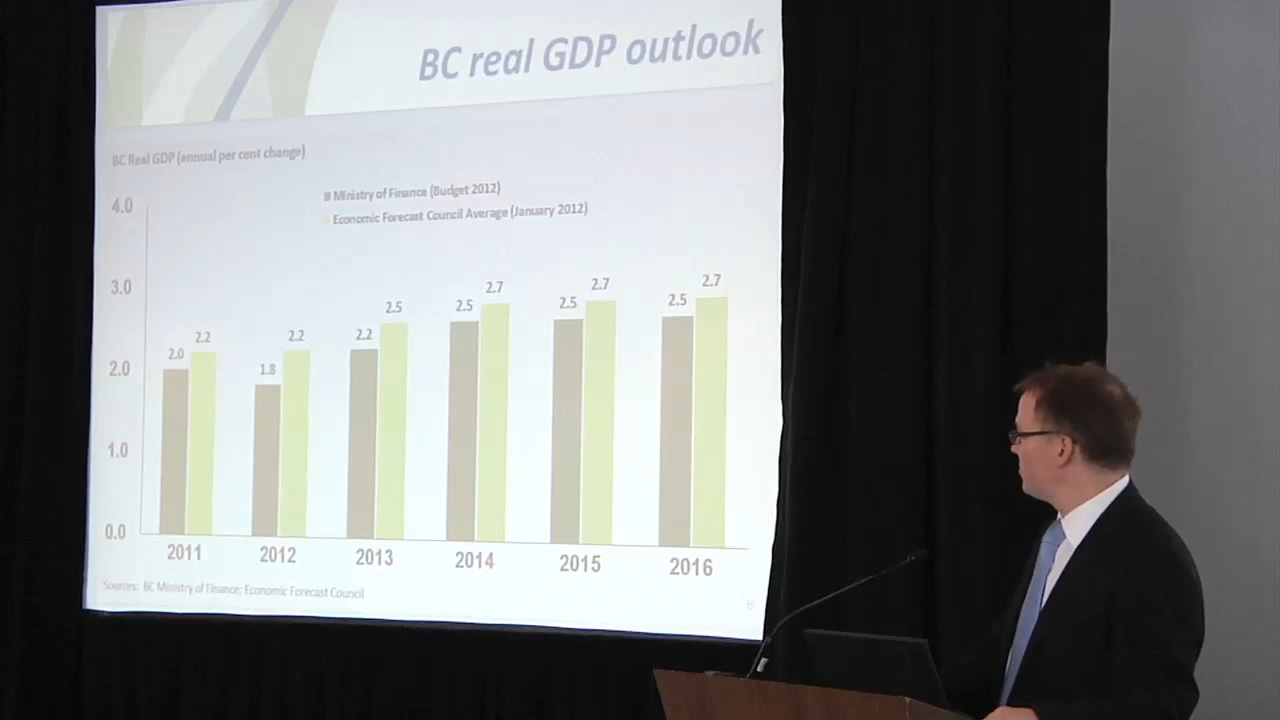 BC real GDP outlook
BC Real GDP (annual per cent change)
Ministry of Finance (Budget 2012)
Economic Forecast Council Average (January 2012)
4.0
3.0
2.0
1.0
0.0
2.0 2.2 1.8 2.2 2.2 2.5 2.5 2.7 2.5 2.7 2.5 2.7
2011 2012 2013 2014 2015 2016
Sources: BC Ministry of Finance; Economic Forecast Council
6